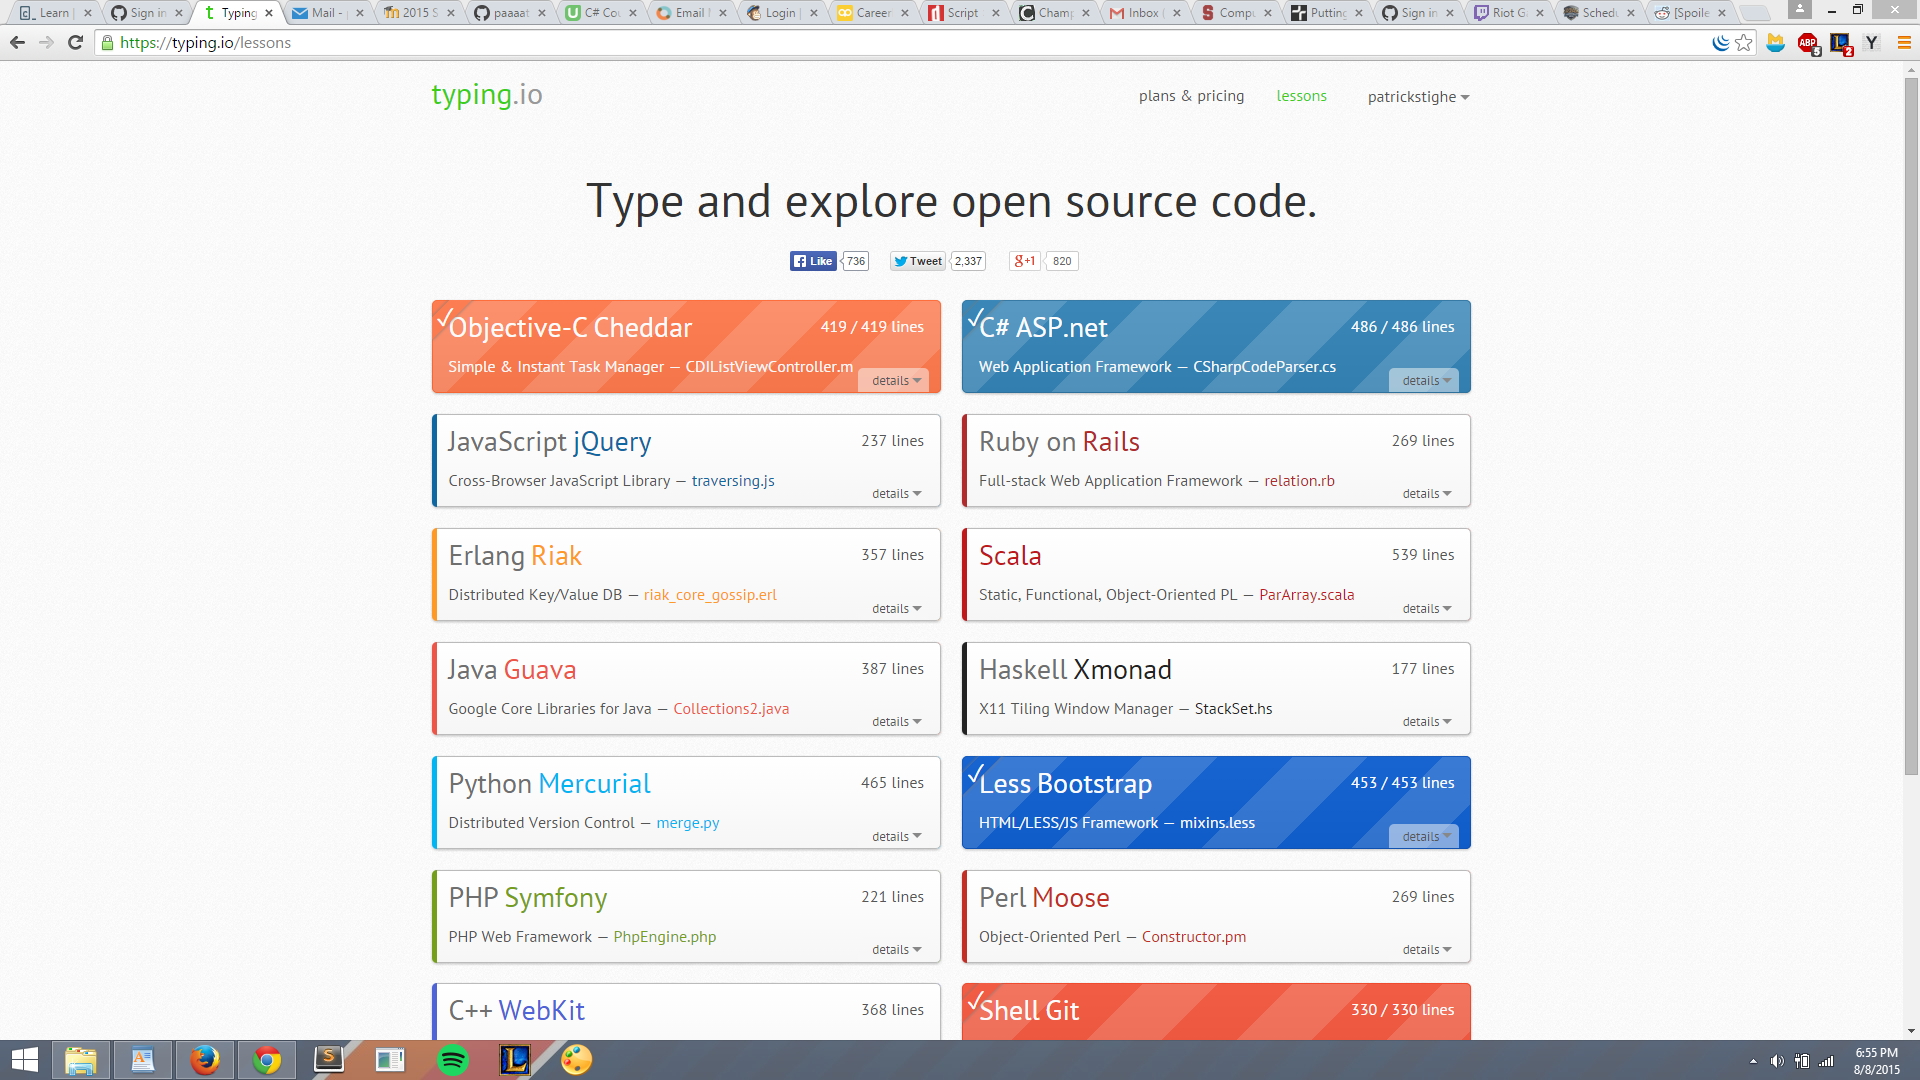 Learn
Sign in
Typing
Mail -
2015 S
paaaat
C# Cou
Email
Login
Career
Script
Champ
Inbox
Compu
Putting
Sign in
Riot G
Schedu
[Spoile
https://typing.io/lessons
ABP
5
2
Y
typing.io
plans & pricing
lessons
patrickstighe
Type and explore open source code.
Like 736
Tweet 2,337
g+1 820
Objective-C Cheddar 419 / 419 lines
Simple & Instant Task Manager — CDIListViewController.m
details
C# ASP.net 486 / 486 lines
Web Application Framework — CSharpCodeParser.cs
details
JavaScript jQuery 237 lines
Cross-Browser JavaScript Library — traversing.js
details
Ruby on Rails 269 lines
Full-stack Web Application Framework — relation.rb
details
Erlang Riak 357 lines
Distributed Key/Value DB — riak_core_gossip.erl
details
Scala 539 lines
Static, Functional, Object-Oriented PL — ParArray.scala
details
Java Guava 387 lines
Google Core Libraries for Java — Collections2.java
details
Haskell Xmonad 177 lines
X11 Tiling Window Manager — StackSet.hs
details
Python Mercurial 465 lines
Distributed Version Control — merge.py
details
Less Bootstrap 453 / 453 lines
HTML/LESS/JS Framework — mixins.less
details
PHP Symfony 221 lines
PHP Web Framework — PhpEngine.php
details
Perl Moose 269 lines
Object-Oriented Perl — Constructor.pm
details
C++ WebKit 368 lines
Shell Git 330 / 330 lines
6:55 PM
8/8/2015